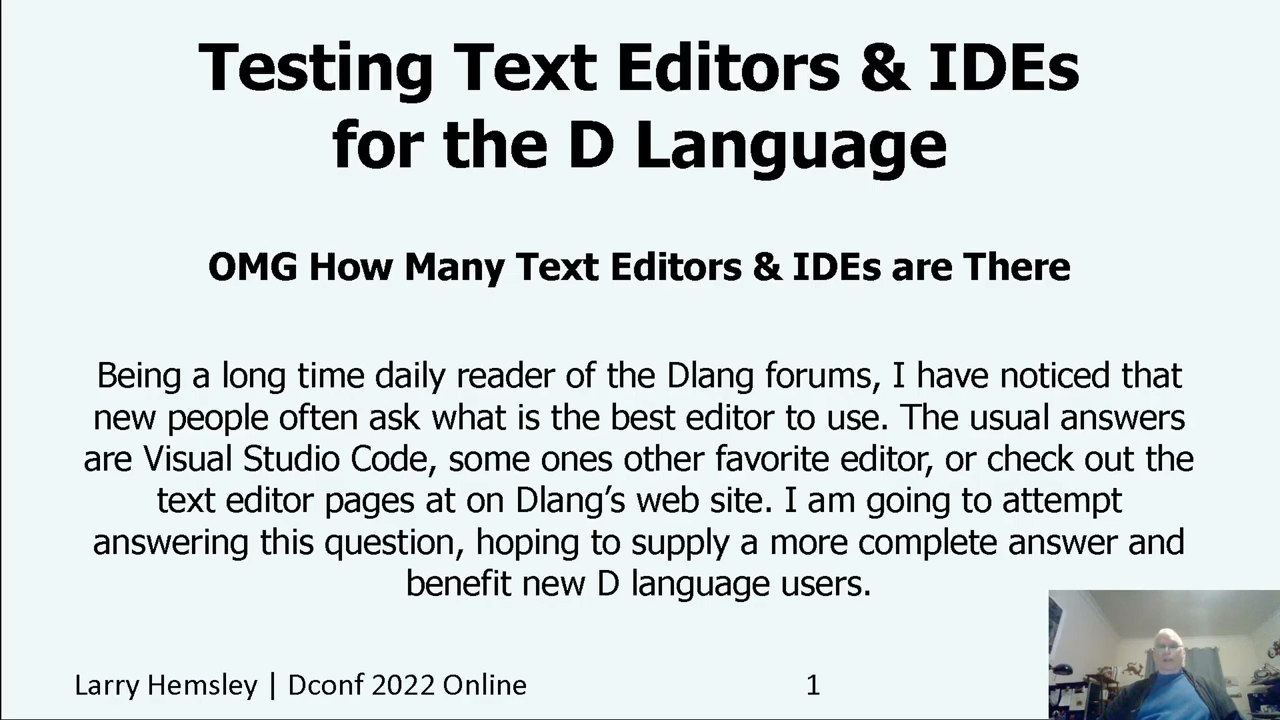 Testing Text Editors & IDEs
for the D Language
OMG How Many Text Editors & IDEs are There
Being a long time daily reader of the Dlang forums, I have noticed that
new people often ask what is the best editor to use. The usual answers
are Visual Studio Code, some ones other favorite editor, or check out the
text editor pages at on Dlang’s web site. I am going to attempt
answering this question, hoping to supply a more complete answer and
benefit new D language users.
Larry Hemsley | Dconf 2022 Online
1